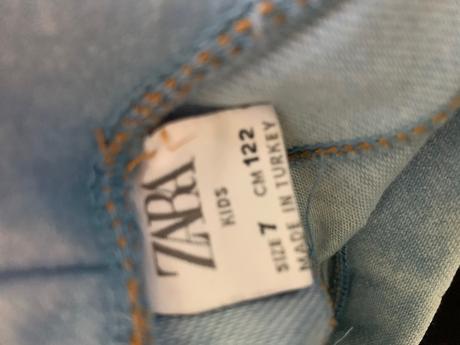 ZARA
KIDS
SIZE 7 CM 122
MADE IN TURKEY